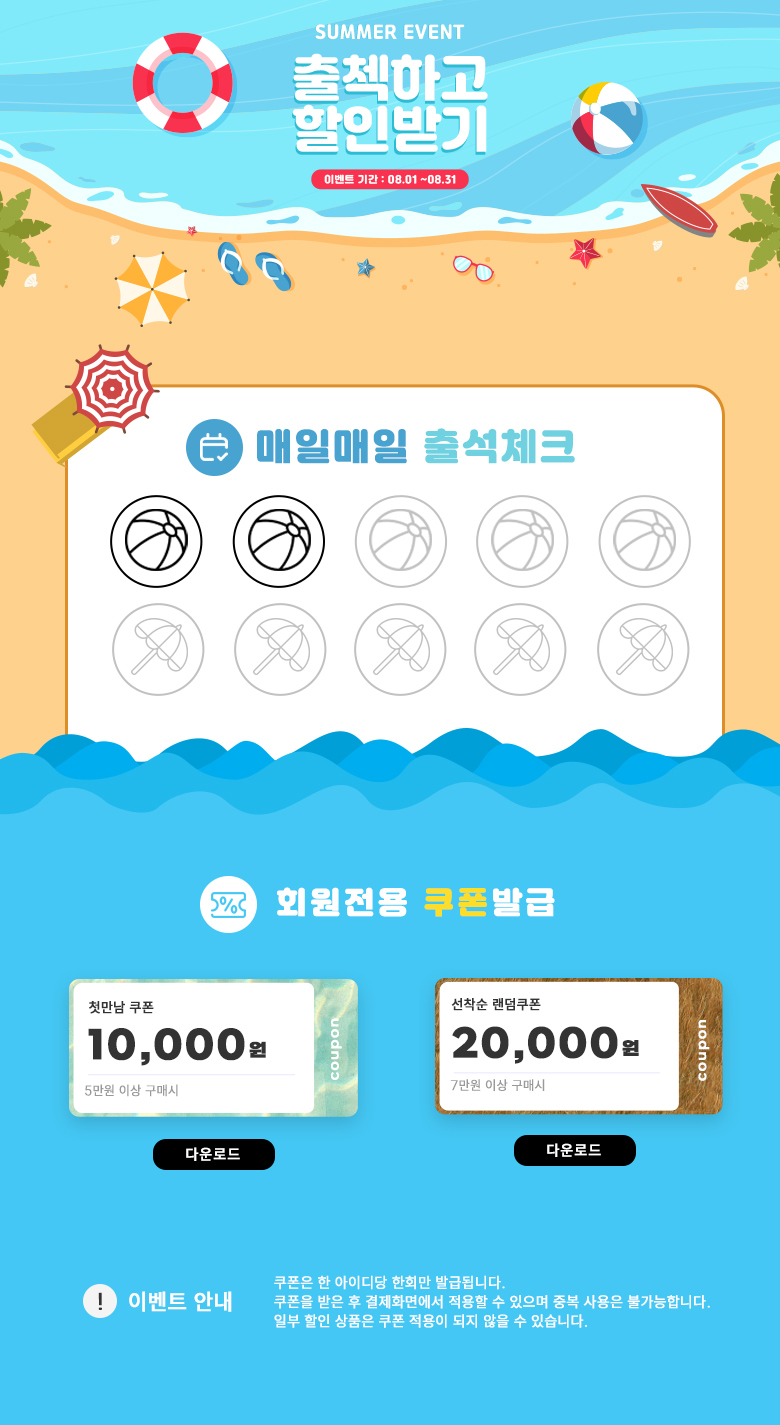 SUMMER EVENT
출첵하고
할인받기
이벤트 기간 : 08.01 ~08.31
매일매일 출석체크
회원전용 쿠폰발급
첫만남 쿠폰
10,000원
5만원 이상 구매시
coupon
다운로드
선착순 랜덤쿠폰
20,000원
7만원 이상 구매시
coupon
다운로드
! 이벤트 안내
쿠폰은 한 아이디당 한회만 발급됩니다.
쿠폰을 받은 후 결제화면에서 적용할 수 있으며 중복 사용은 불가능합니다.
일부 할인 상품은 쿠폰 적용이 되지 않을 수 있습니다.